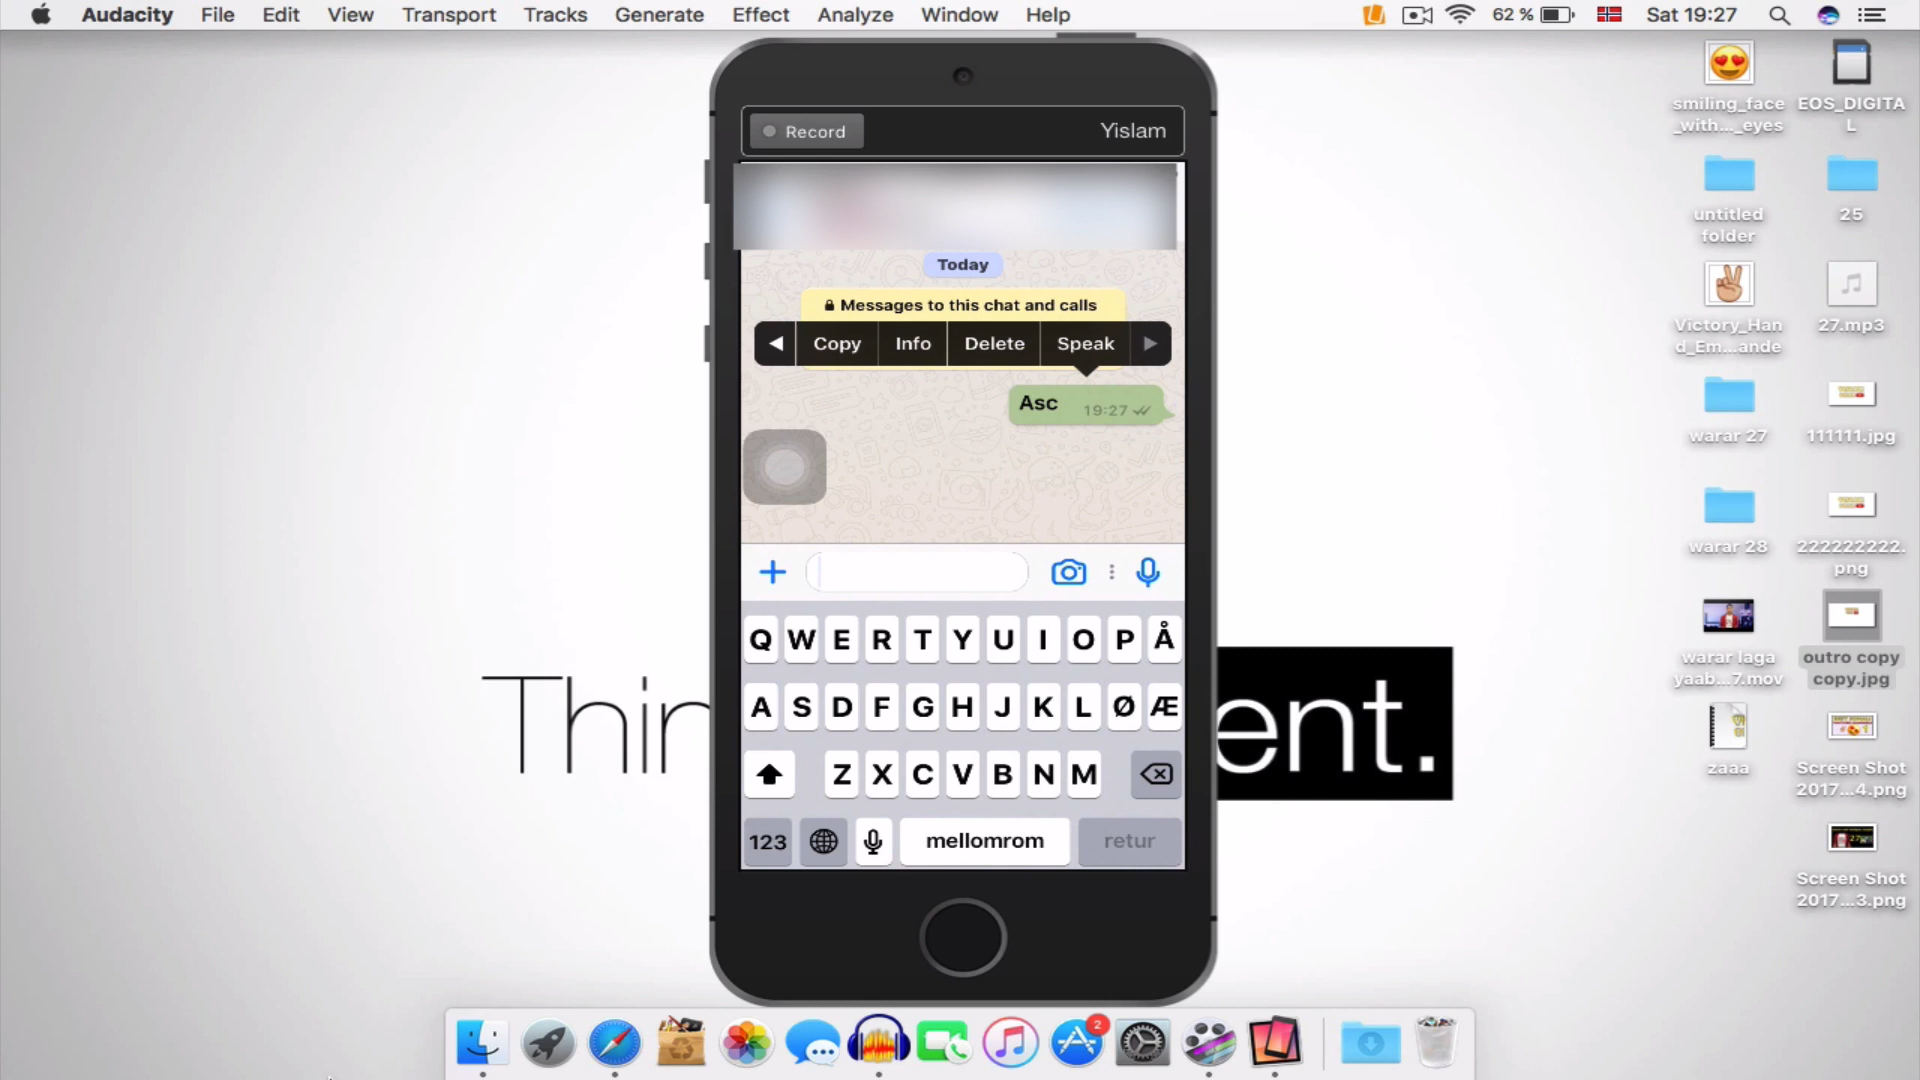 Audacity File Edit View Transport Tracks Generate Effect Analyze Window Help 62 % Sat 19:27
Record Yislam
Today
Messages to this chat and calls
Copy Info Delete Speak
Asc 19:27
Q W E R T Y U I O P Å
A S D F G H J K L Ø Æ
Z X C V B N M
123 mellomrom retur
Thin ent.
smiling_face
_with..._eyes
EOS_DIGITA
L
untitled
folder
25
Victory_Han
d_Em...ande
27.mp3
warar 27
111111.jpg
warar 28
222222222.
png
warar laga
yaab...7.mov
outro copy
copy.jpg
zaaa
Screen Shot
2017...4.png
Screen Shot
2017...3.png
2